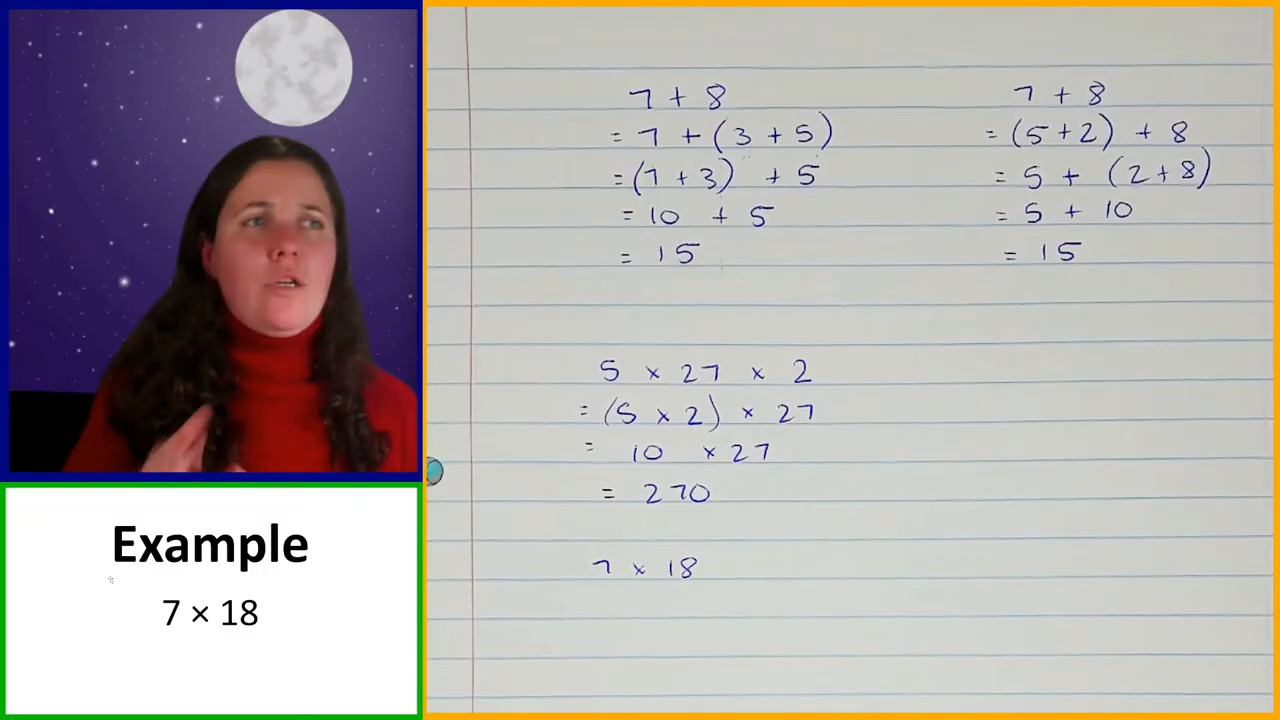 7 + 8
= 7 + (3 + 5)
= (7 + 3) + 5
= 10 + 5
= 15
7 + 8
= (5 + 2) + 8
= 5 + (2 + 8)
= 5 + 10
= 15
5 × 27 × 2
= (5 × 2) × 27
= 10 × 27
= 270
7 × 18
Example
7 × 18